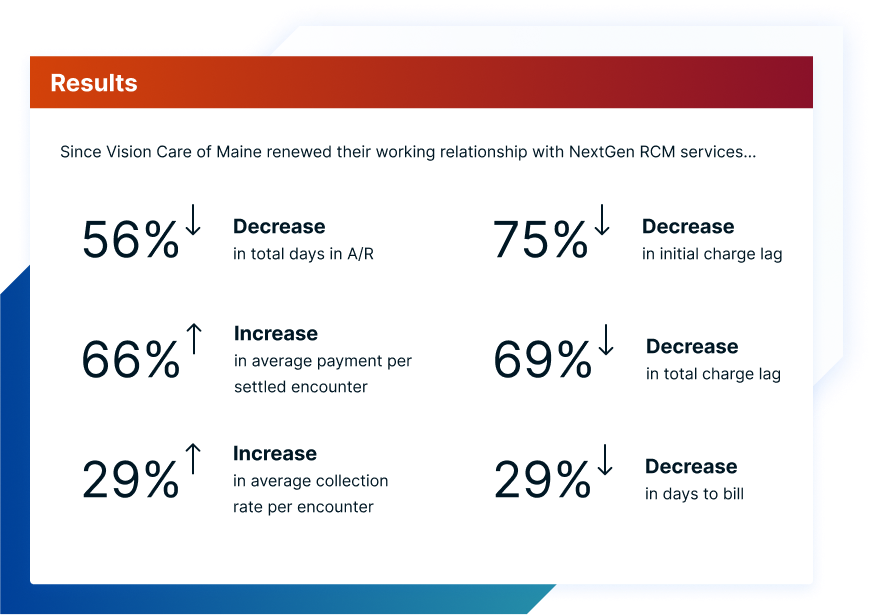 Results
Since Vision Care of Maine renewed their working relationship with NextGen RCM services...
56%↓
Decrease
in total days in A/R
75%↓
Decrease
in initial charge lag
66%↑
Increase
in average payment per
settled encounter
69%↓
Decrease
in total charge lag
29%↑
Increase
in average collection
rate per encounter
29%↓
Decrease
in days to bill